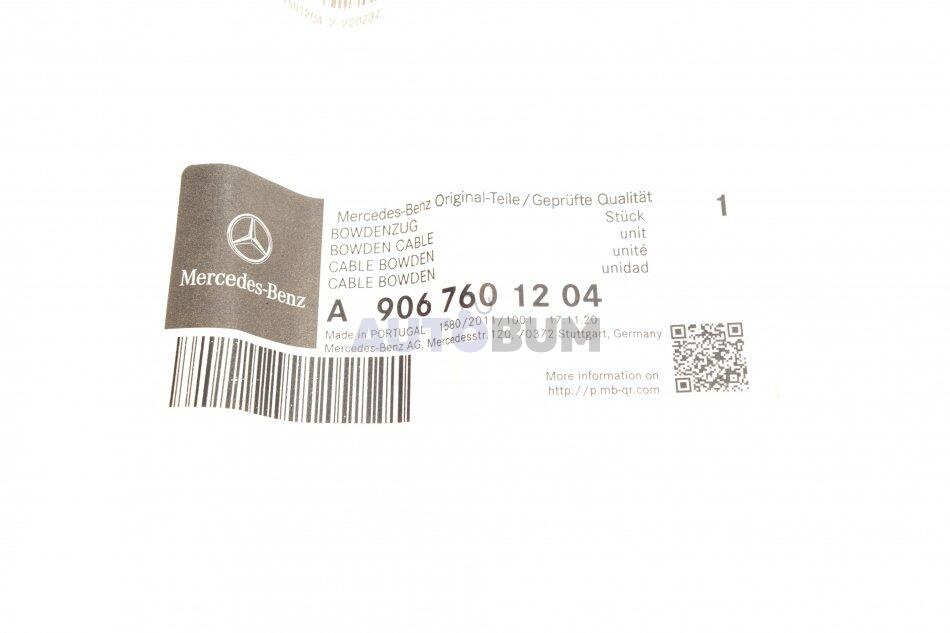 Mercedes-Benz
Mercedes-Benz Original-Teile/Geprüfte Qualität
1
BOWDENZUG
Stück
BOWDEN CABLE
unit
CABLE BOWDEN
unité
CABLE BOWDEN
unidad
A 906 760 12 04
Made in PORTUGAL
Mercedes-Benz AG, Mercedesstr. 120, 70372 Stuttgart, Germany
AUTOBUM
More information on
http://p.mb-qr.com